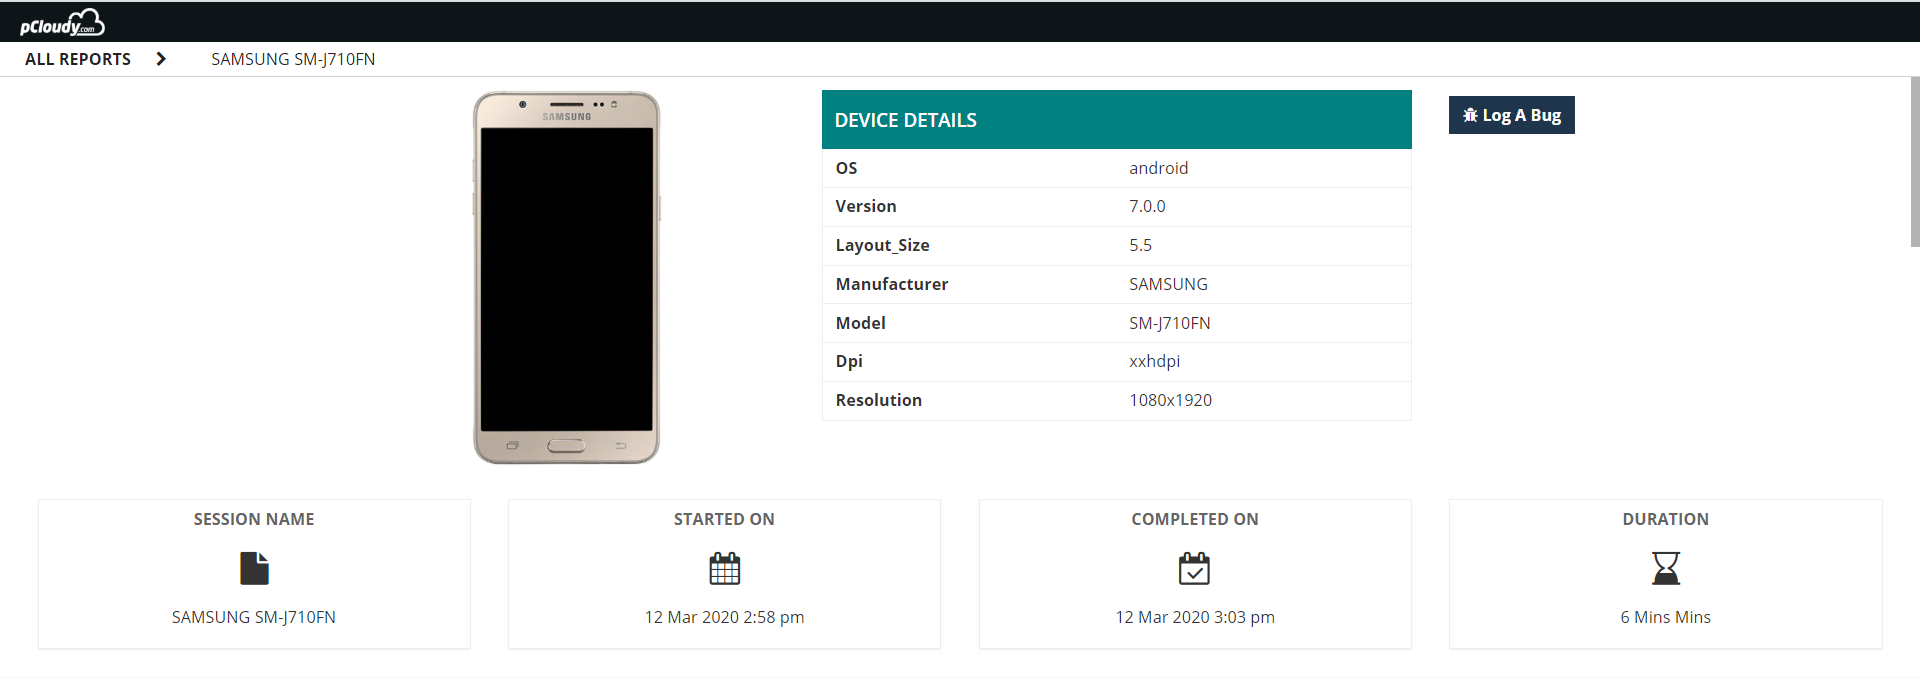 pCloudy.com
ALL REPORTS SAMSUNG SM-J710FN
SAMSUNG
DEVICE DETAILS
OS android
Version 7.0.0
Layout_Size 5.5
Manufacturer SAMSUNG
Model SM-J710FN
Dpi xxhdpi
Resolution 1080x1920
Log A Bug
SESSION NAME
SAMSUNG SM-J710FN
STARTED ON
12 Mar 2020 2:58 pm
COMPLETED ON
12 Mar 2020 3:03 pm
DURATION
6 Mins Mins